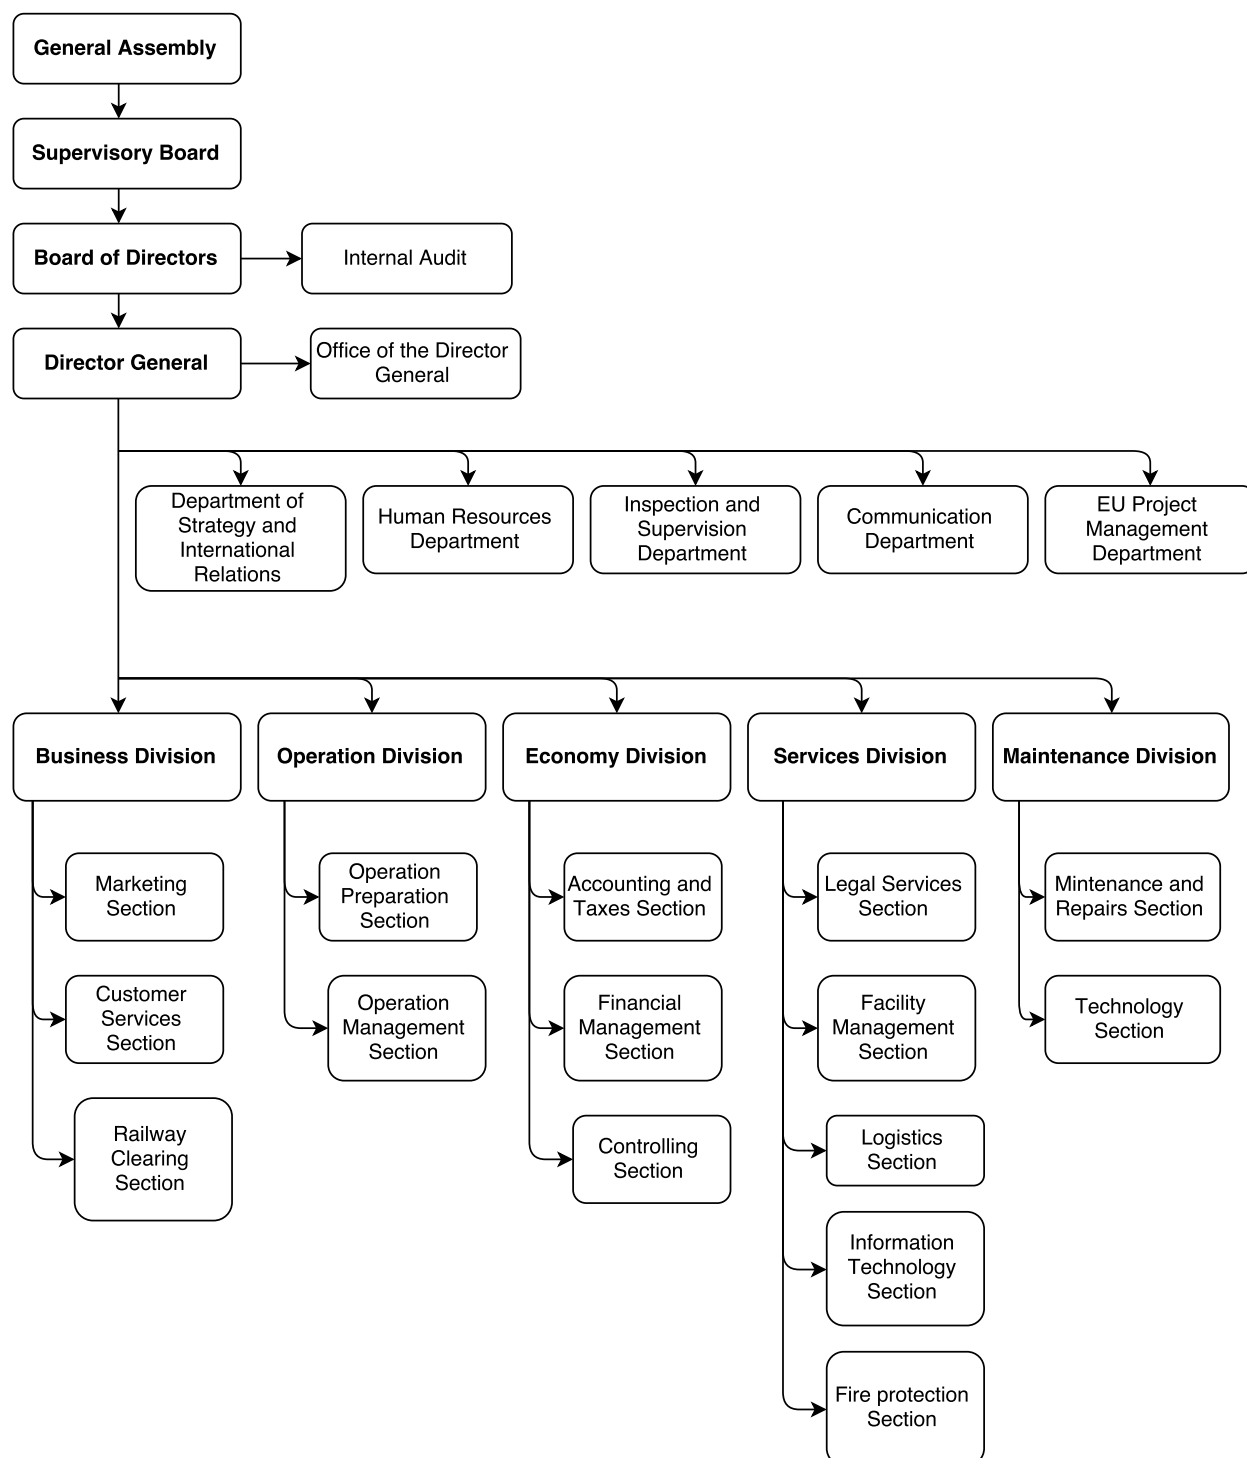 General Assembly
Supervisory Board
Board of Directors
Internal Audit
Director General
Office of the Director
General
Department of
Strategy and
International
Relations
Human Resources
Department
Inspection and
Supervision
Department
Communication
Department
EU Project
Management
Department
Business Division
Operation Division
Economy Division
Services Division
Maintenance Division
Marketing
Section
Customer
Services
Section
Railway
Clearing
Section
Operation
Preparation
Section
Operation
Management
Section
Accounting and
Taxes Section
Financial
Management
Section
Controlling
Section
Legal Services
Section
Facility
Management
Section
Logistics
Section
Information
Technology
Section
Fire protection
Section
Mintenance and
Repairs Section
Technology
Section